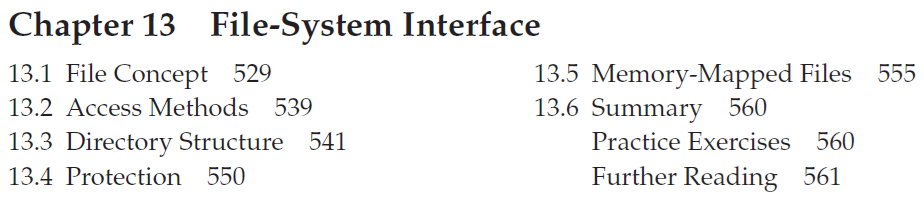 Chapter 13 File-System Interface
13.1 File Concept 529
13.2 Access Methods 539
13.3 Directory Structure 541
13.4 Protection 550
13.5 Memory-Mapped Files 555
13.6 Summary 560
Practice Exercises 560
Further Reading 561